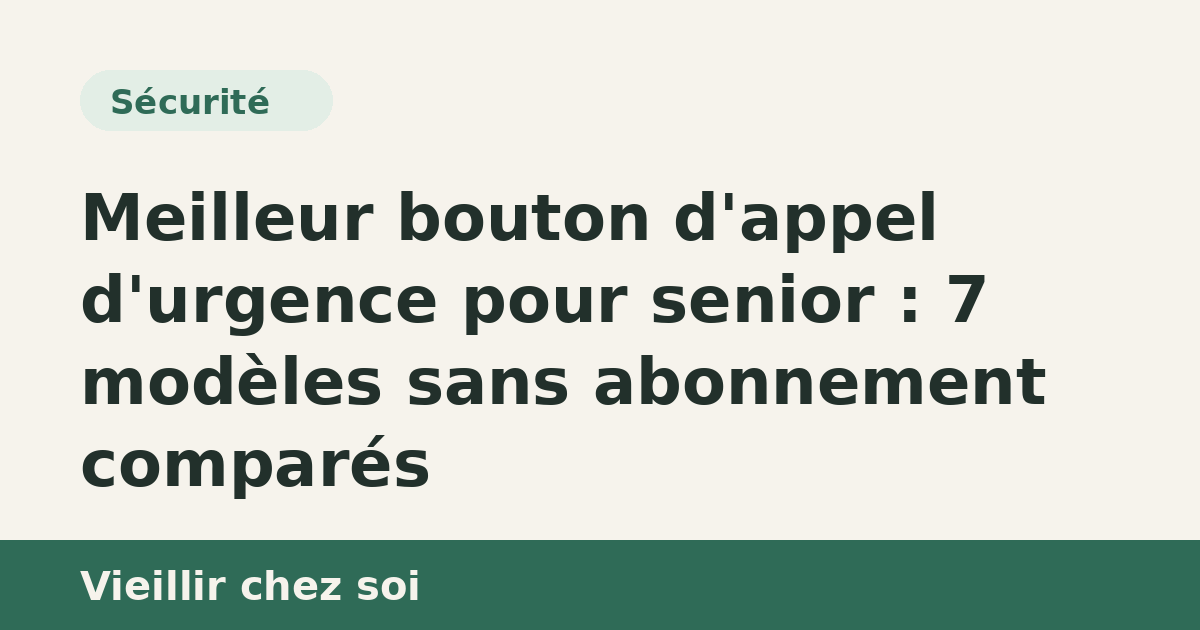 Sécurité
Meilleur bouton d'appel
d'urgence pour senior : 7
modèles sans abonnement
comparés
Vieillir chez soi